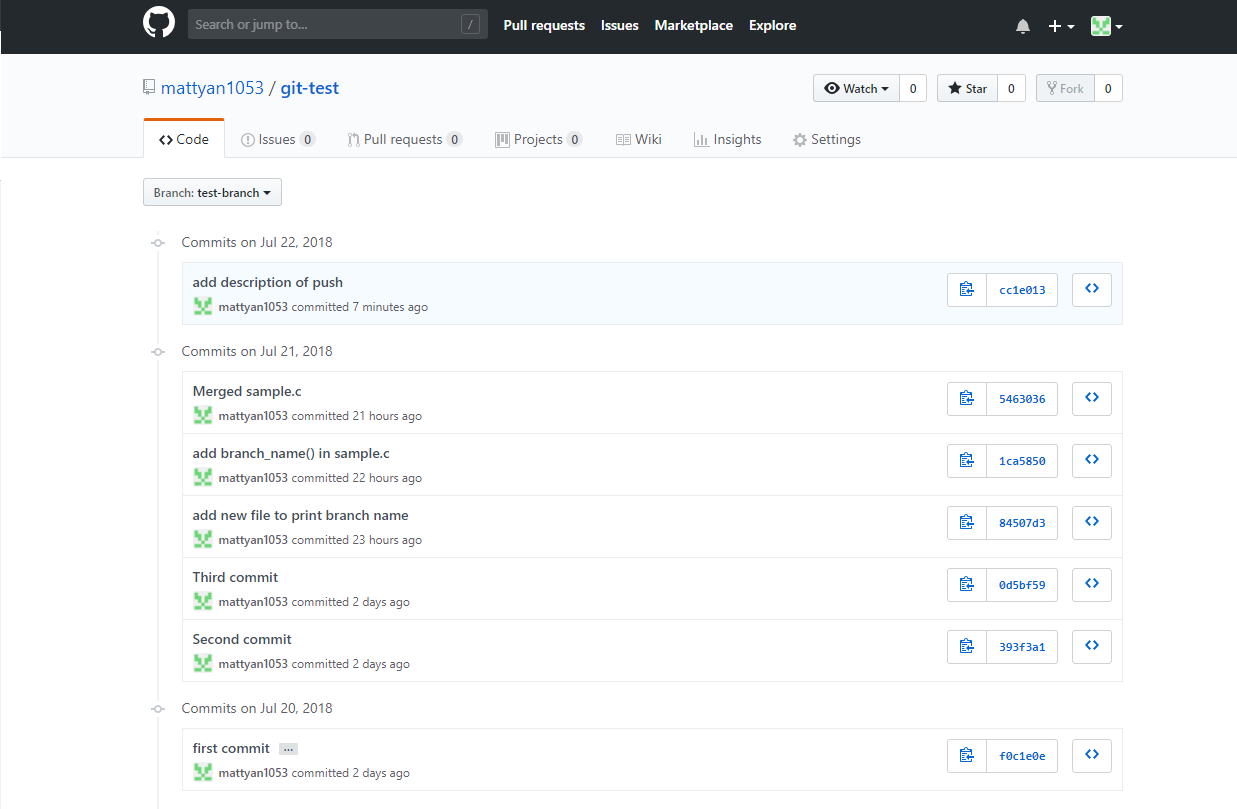 Search or jump to... / Pull requests Issues Marketplace Explore
mattyan1053 / git-test Watch 0 Star 0 Fork 0
Code Issues 0 Pull requests 0 Projects 0 Wiki Insights Settings
Branch: test-branch
Commits on Jul 22, 2018
add description of push
mattyan1053 committed 7 minutes ago
cc1e013
Commits on Jul 21, 2018
Merged sample.c
mattyan1053 committed 21 hours ago
5463036
add branch_name() in sample.c
mattyan1053 committed 22 hours ago
1ca5850
add new file to print branch name
mattyan1053 committed 23 hours ago
84507d3
Third commit
mattyan1053 committed 2 days ago
0d5bf59
Second commit
mattyan1053 committed 2 days ago
393f3a1
Commits on Jul 20, 2018
first commit ...
mattyan1053 committed 2 days ago
f0c1e0e